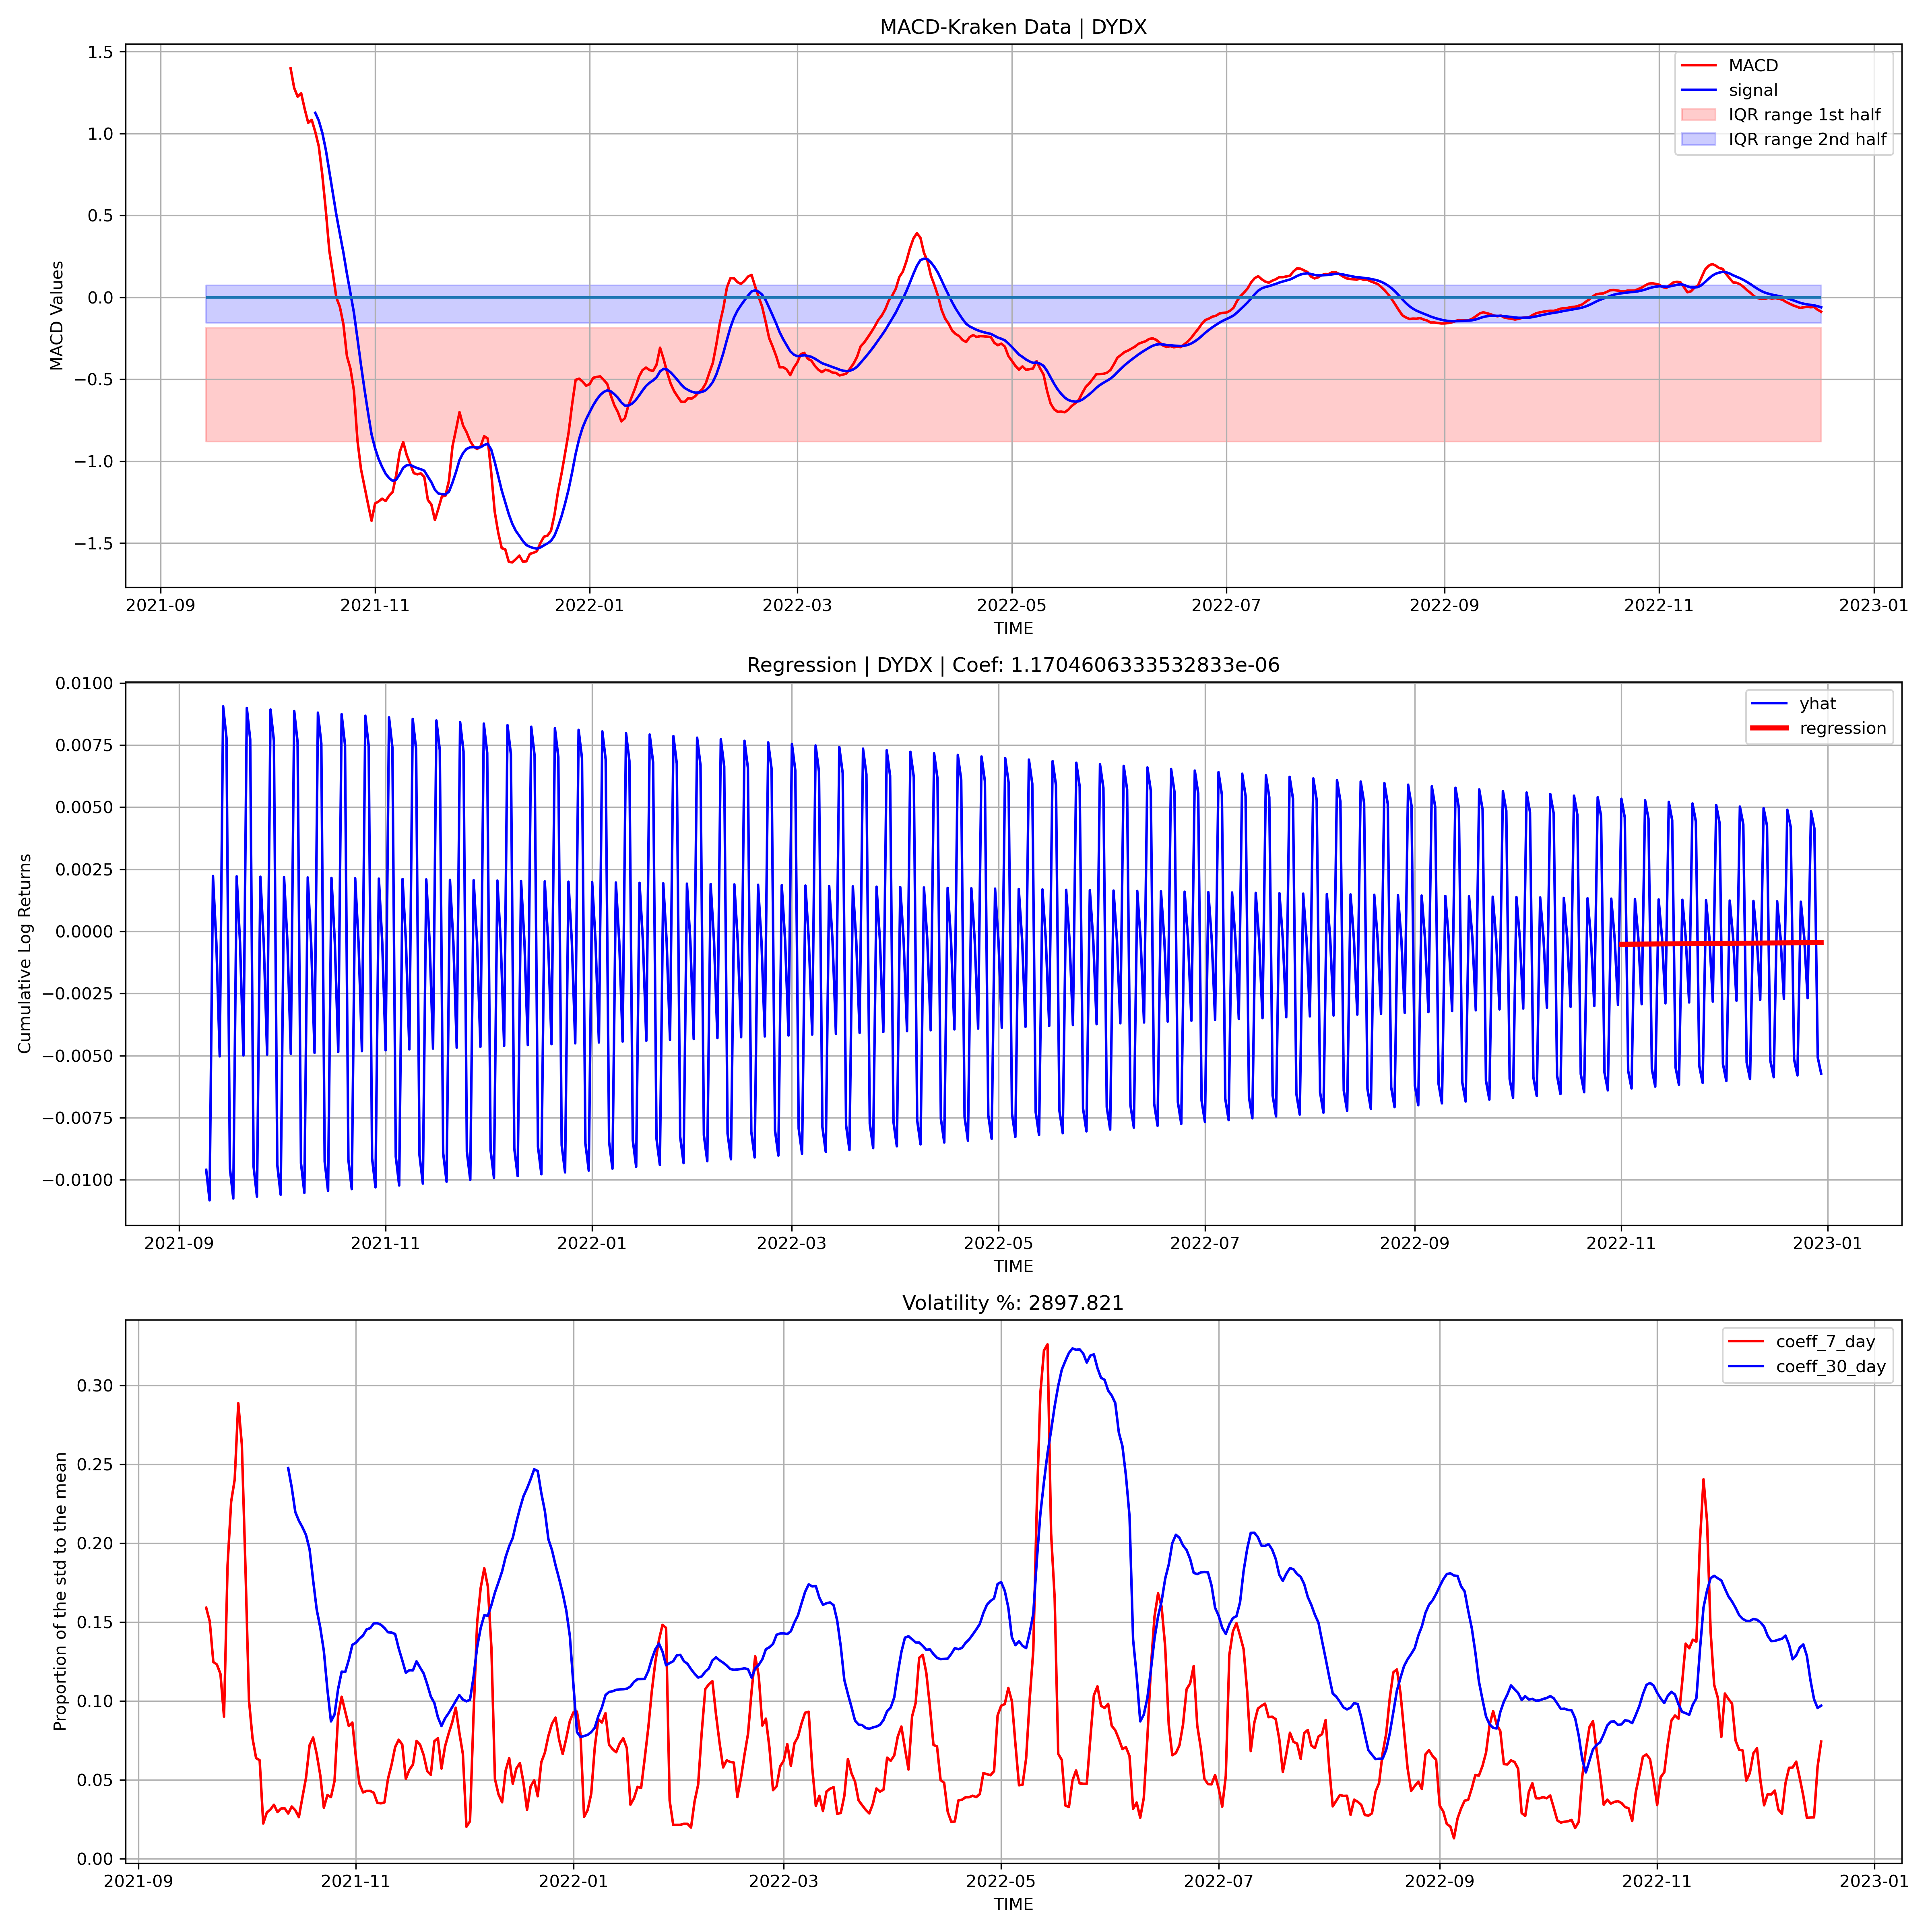 MACD-Kraken Data | DYDX
MACD Values
1.5
1.0
0.5
0.0
−0.5
−1.0
−1.5
MACD
signal
IQR range 1st half
IQR range 2nd half
2021-09 2021-11 2022-01 2022-03 2022-05 2022-07 2022-09 2022-11 2023-01
TIME
Regression | DYDX | Coef: 1.1704606333532833e-06
Cumulative Log Returns
0.0100
0.0075
0.0050
0.0025
0.0000
−0.0025
−0.0050
−0.0075
−0.0100
yhat
regression
2021-09 2021-11 2022-01 2022-03 2022-05 2022-07 2022-09 2022-11 2023-01
TIME
Volatility %: 2897.821
Proportion of the std to the mean
0.30
0.25
0.20
0.15
0.10
0.05
0.00
coeff_7_day
coeff_30_day
2021-09 2021-11 2022-01 2022-03 2022-05 2022-07 2022-09 2022-11 2023-01
TIME